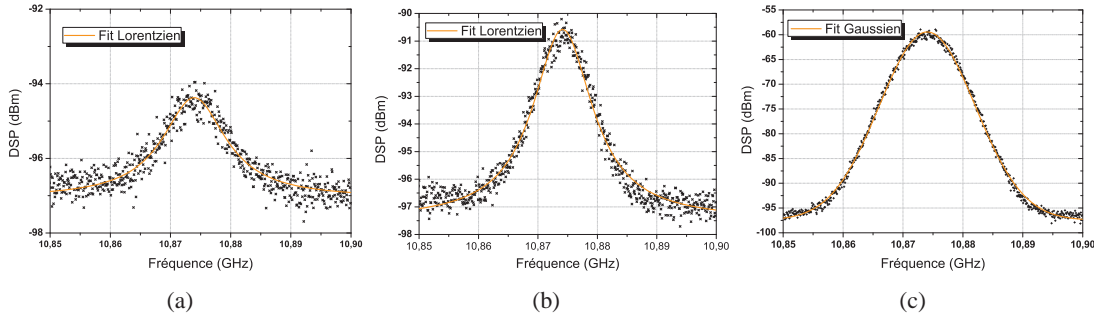 -92
-94
-96
-98
DSP (dBm)
Fit Lorentzien
10,85 10,86 10,87 10,88 10,89 10,90
Fréquence (GHz)
(a)
-90
-91
-92
-93
-94
-95
-96
-97
-98
DSP (dBm)
Fit Lorentzien
10,85 10,86 10,87 10,88 10,89 10,90
Fréquence (GHz)
(b)
-55
-60
-65
-70
-75
-80
-85
-90
-95
-100
DSP (dBm)
Fit Gaussien
10,85 10,86 10,87 10,88 10,89 10,90
Fréquence (GHz)
(c)